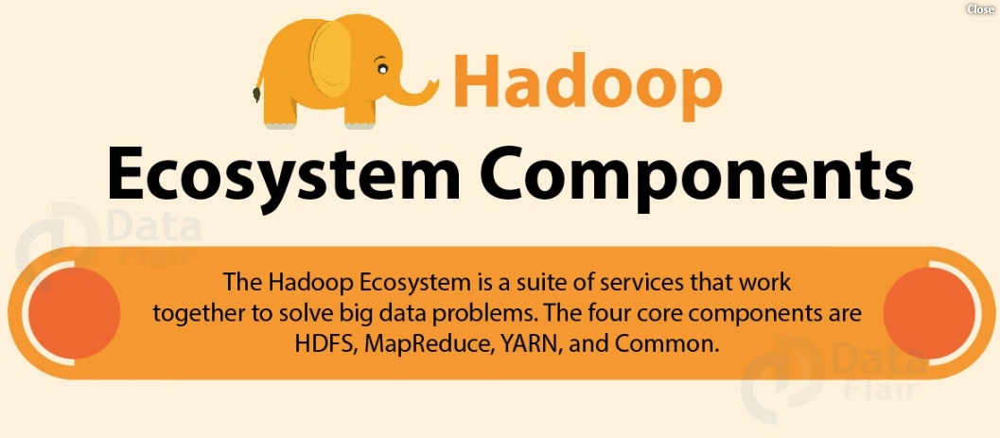 Close
Hadoop
Ecosystem Components
Data
Flair
The Hadoop Ecosystem is a suite of services that work
together to solve big data problems. The four core components are
HDFS, MapReduce, YARN, and Common.
Data
Flair